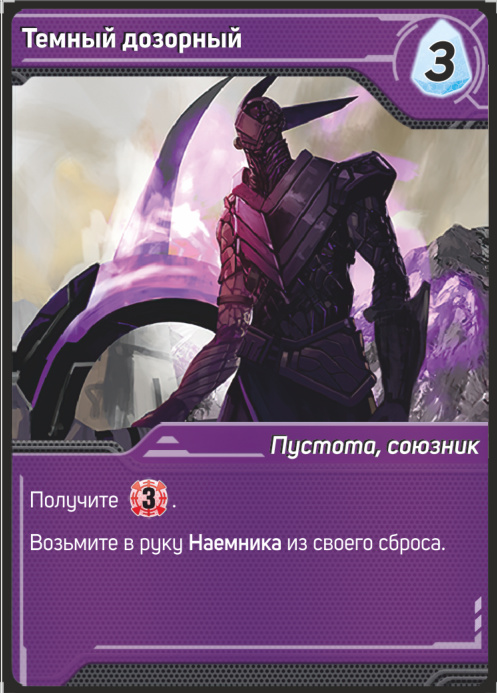 Темный дозорный
3
Пустота, союзник
Получите 3.
Возьмите в руку Наемника из своего сброса.